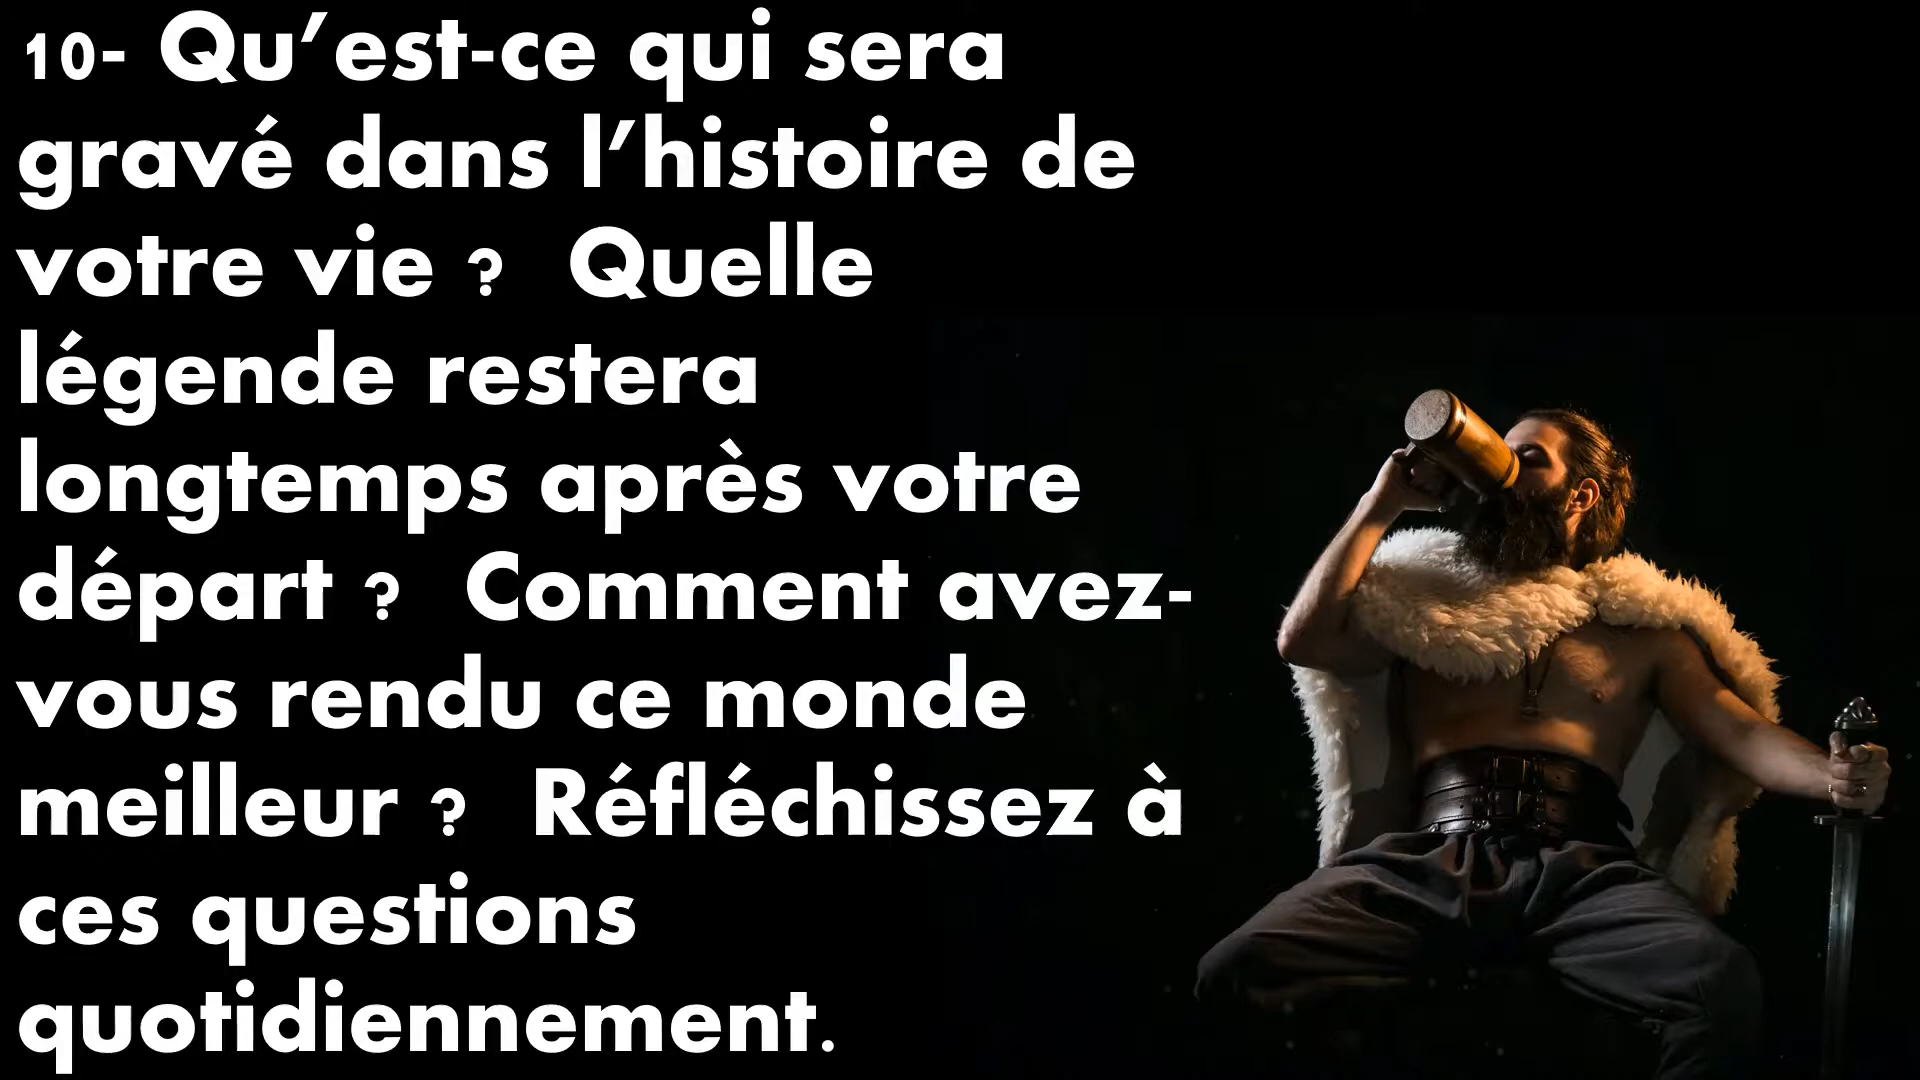 10- Qu’est-ce qui sera
gravé dans l’histoire de
votre vie ?  Quelle
légende restera
longtemps après votre
départ ?  Comment avez-
vous rendu ce monde
meilleur ?  Réfléchissez à
ces questions
quotidiennement.